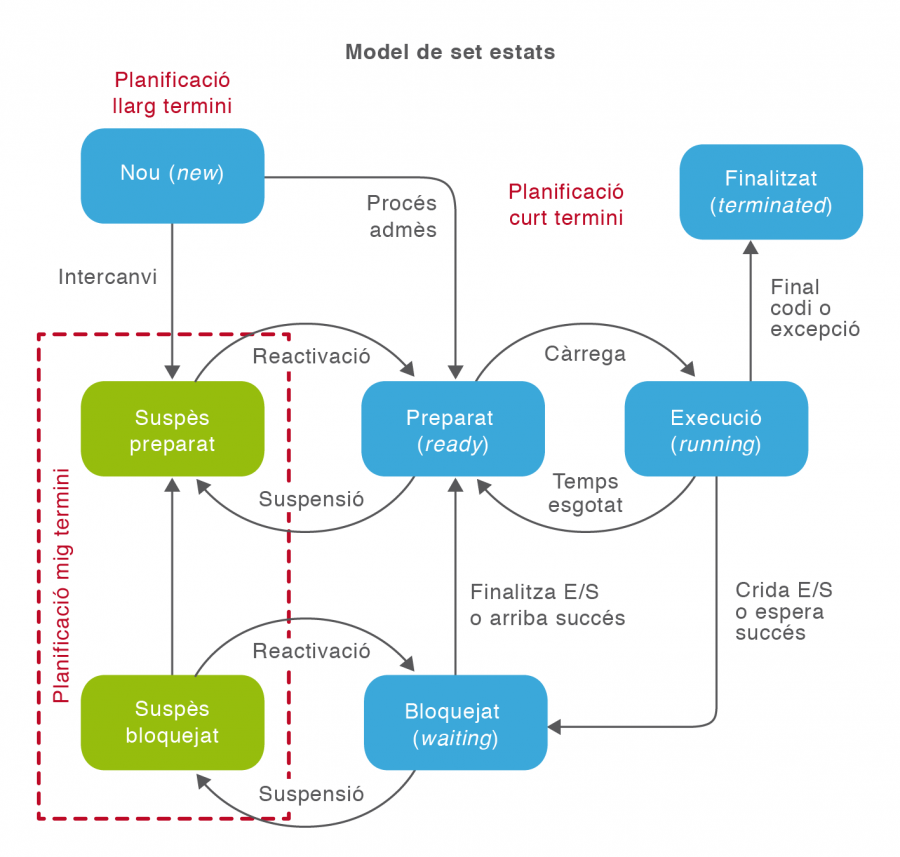 Model de set estats
Planificació
llarg termini
Nou (new)
Procés
admès
Planificació
curt termini
Finalitzat
(terminated)
Intercanvi
Final
codi o
excepció
Reactivació
Càrrega
Suspès
preparat
Preparat
(ready)
Execució
(running)
Suspensió
Temps
esgotat
Planificació mig termini
Finalitza E/S
o arriba succés
Crida E/S
o espera
succés
Reactivació
Suspès
bloquejat
Bloquejat
(waiting)
Suspensió